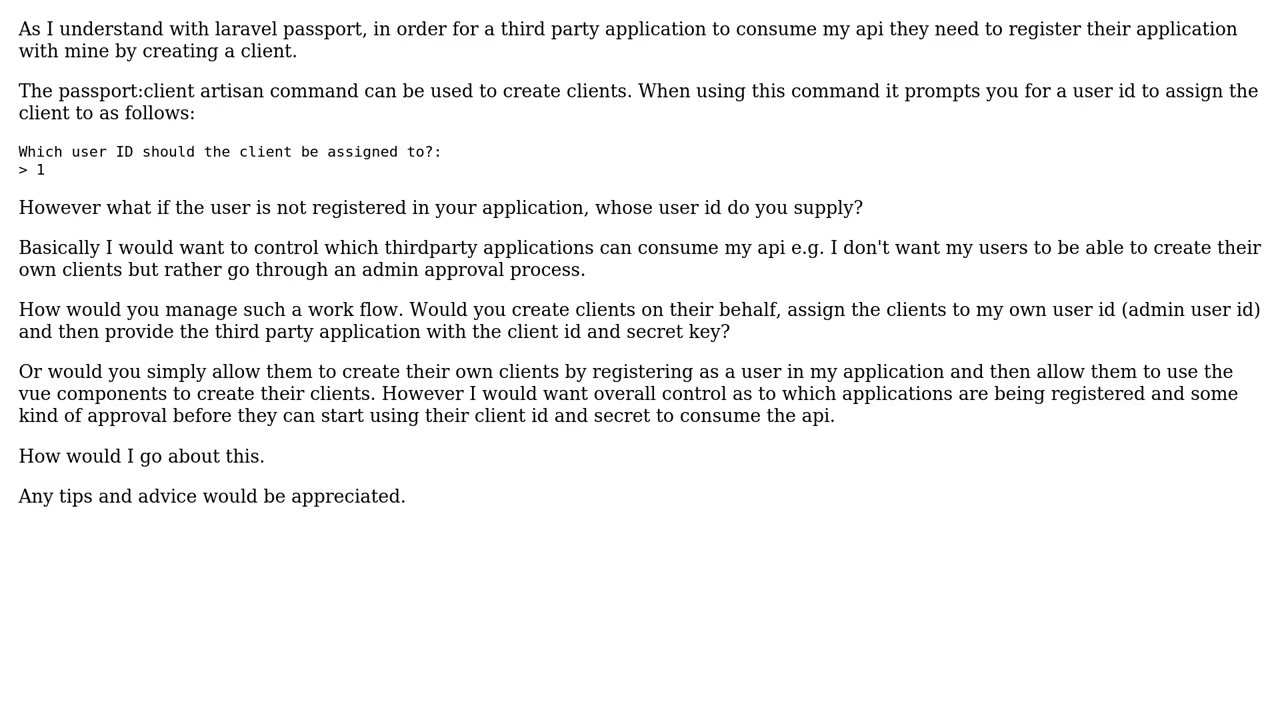 As I understand with laravel passport, in order for a third party application to consume my api they need to register their application
with mine by creating a client.
The passport:client artisan command can be used to create clients. When using this command it prompts you for a user id to assign the
client to as follows:
Which user ID should the client be assigned to?:
> 1
However what if the user is not registered in your application, whose user id do you supply?
Basically I would want to control which thirdparty applications can consume my api e.g. I don't want my users to be able to create their
own clients but rather go through an admin approval process.
How would you manage such a work flow. Would you create clients on their behalf, assign the clients to my own user id (admin user id)
and then provide the third party application with the client id and secret key?
Or would you simply allow them to create their own clients by registering as a user in my application and then allow them to use the
vue components to create their clients. However I would want overall control as to which applications are being registered and some
kind of approval before they can start using their client id and secret to consume the api.
How would I go about this.
Any tips and advice would be appreciated.